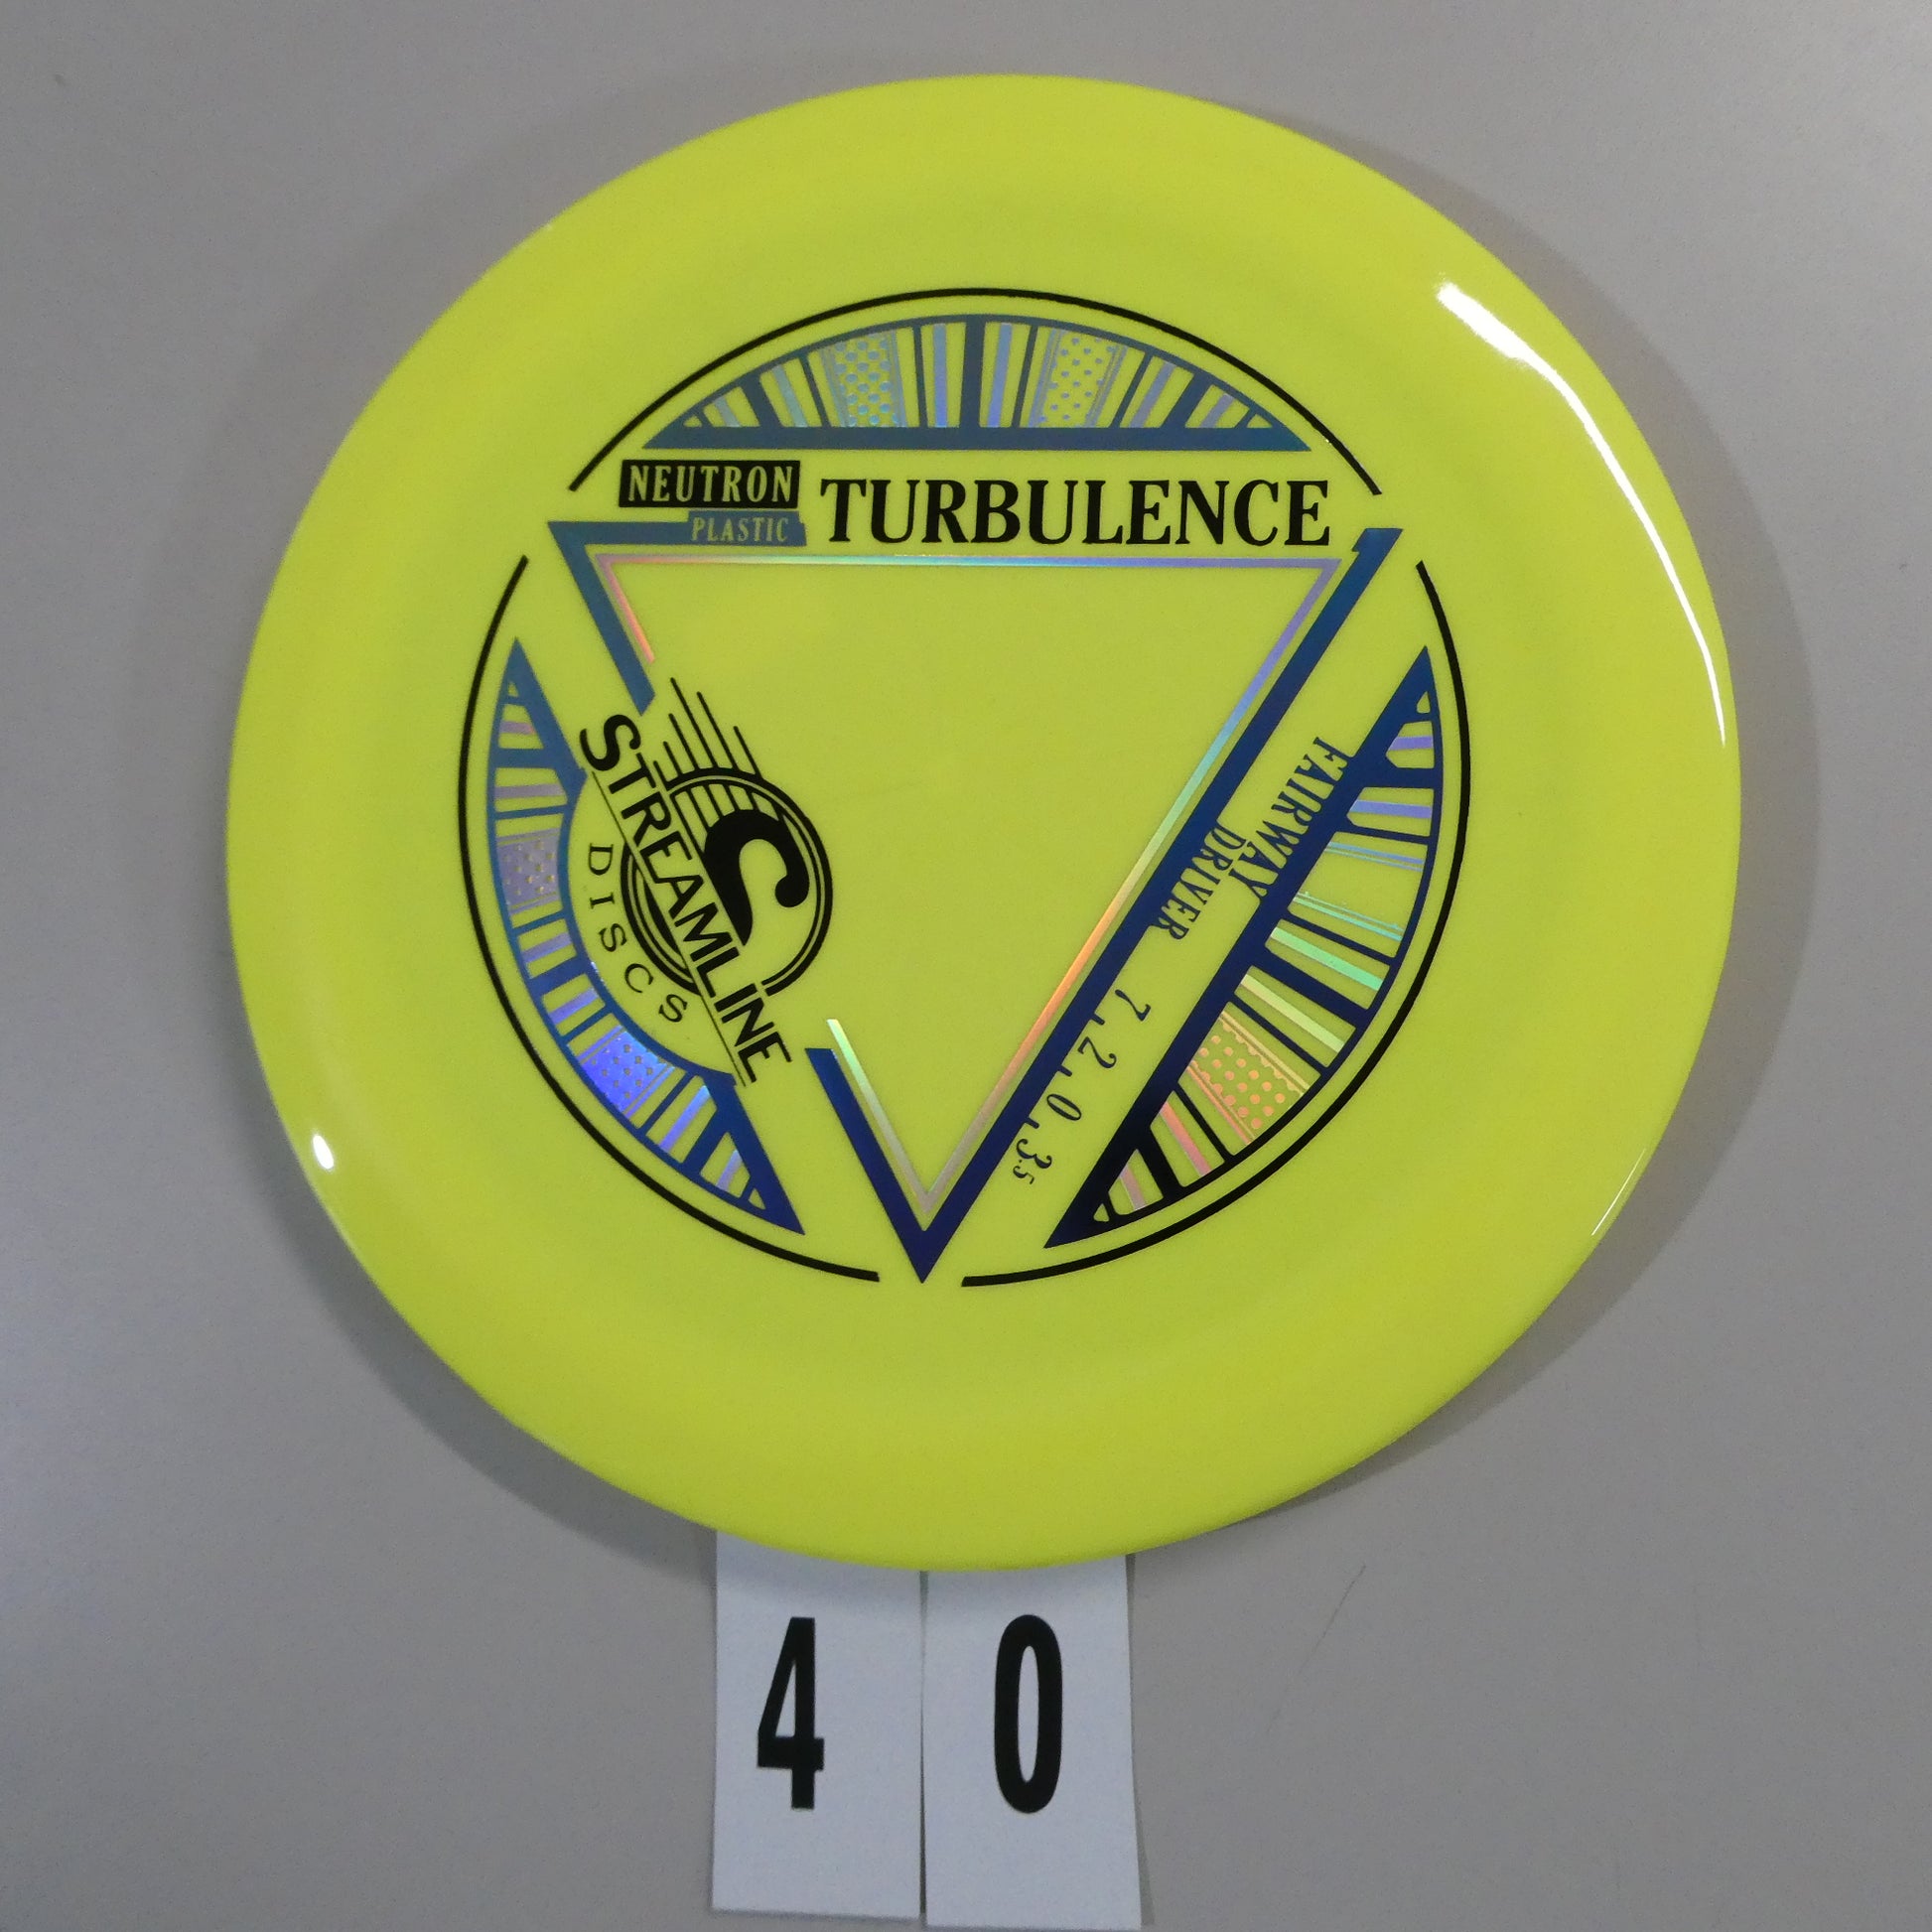 NEUTRON
PLASTIC
TURBULENCE
S
STREAMLINE
DISCS
FAIRWAY
DRIVER
7.2.0.3.5
4 0